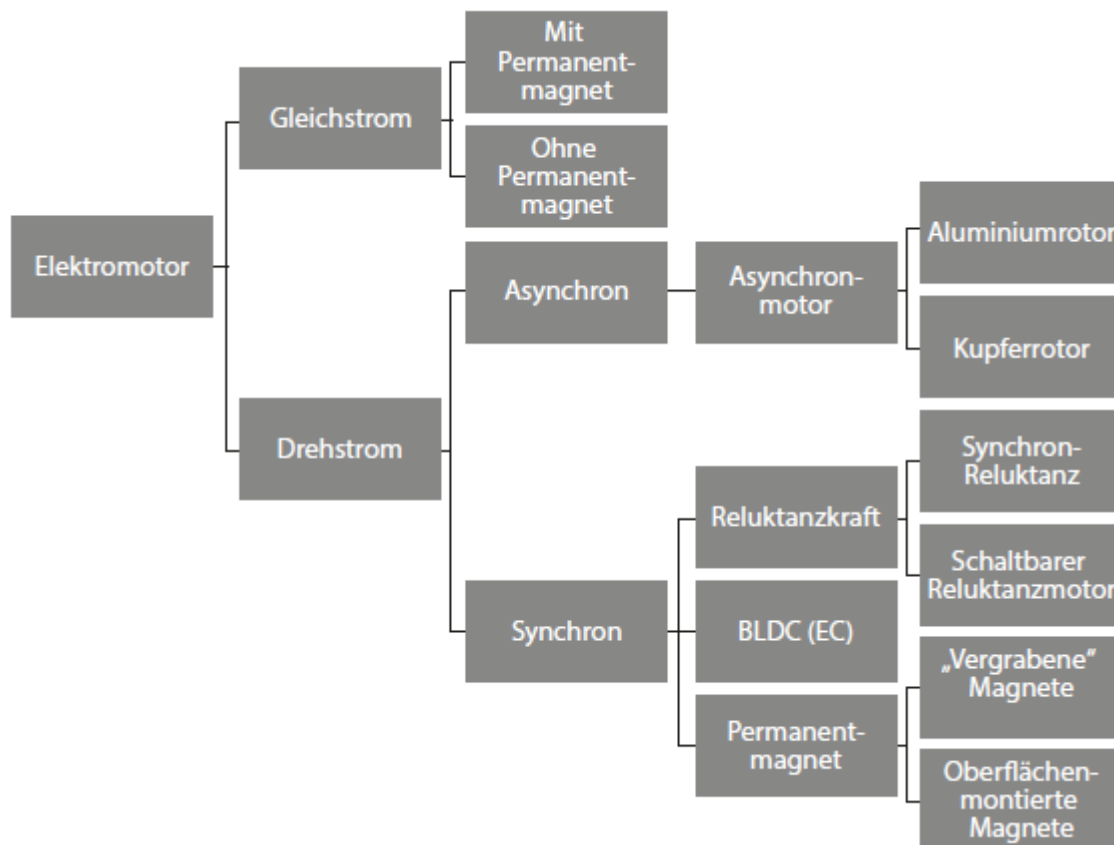 Elektromotor
Gleichstrom
Mit
Permanent-
magnet
Ohne
Permanent-
magnet
Drehstrom
Asynchron
Asynchron-
motor
Aluminiumrotor
Kupferrotor
Synchron
Reluktanzkraft
Synchron-
Reluktanz
Schaltbarer
Reluktanzmotor
BLDC (EC)
Permanent-
magnet
„Vergrabene“
Magnete
Oberflächen-
montierte
Magnete